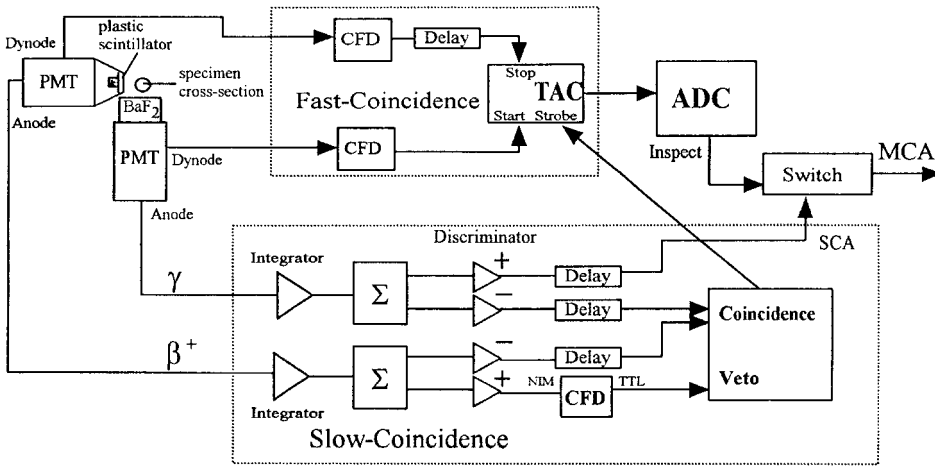 plastic
scintillator
Dynode
PMT
Anode
specimen
cross-section
BaF2
PMT
Dynode
Anode
CFD
Delay
Stop
TAC
Start Strobe
Fast-Coincidence
CFD
ADC
Inspect
Switch
MCA
SCA
Discriminator
Integrator
γ
Σ
+
Delay
−
Delay
Coincidence
β+
Integrator
Σ
−
Delay
+
NIM
CFD
TTL
Veto
Slow-Coincidence